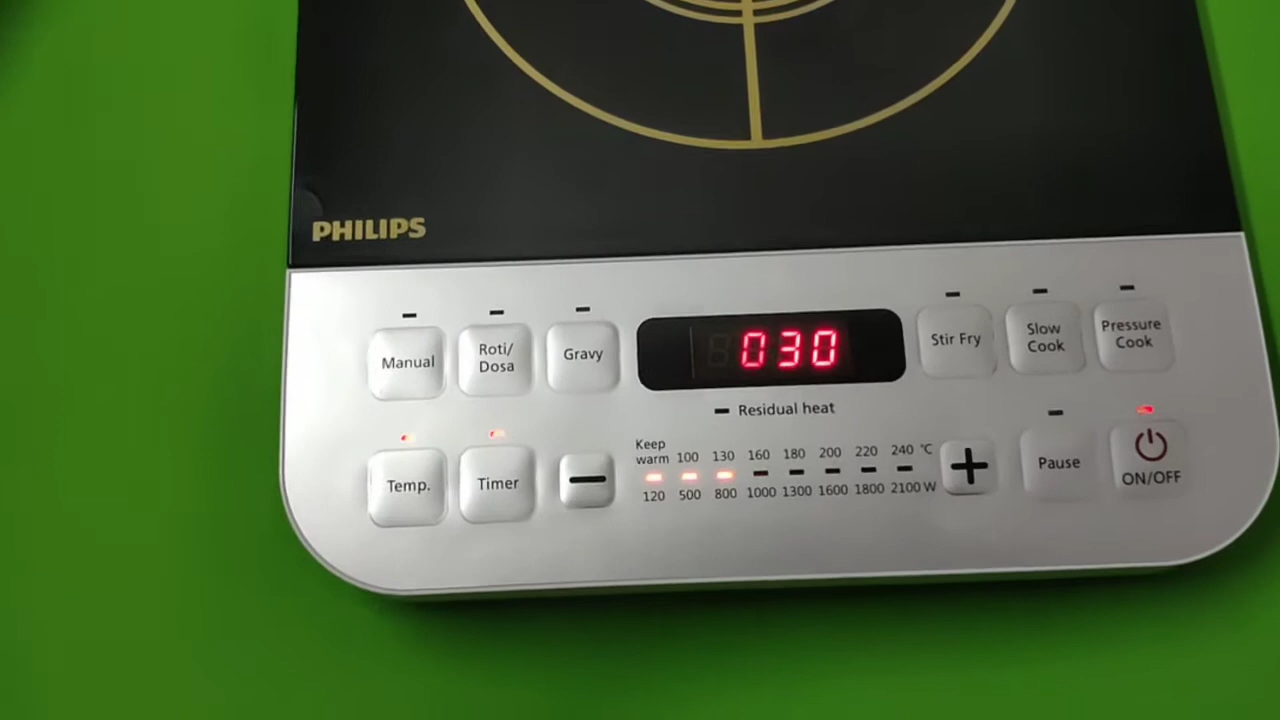 PHILIPS
Manual
Roti/
Dosa
Gravy
030
Stir Fry
Slow
Cook
Pressure
Cook
Residual heat
Temp.
Timer
Keep
warm 100 130 160 180 200 220 240 °C
120 500 800 1000 1300 1600 1800 2100 W
Pause
ON/OFF